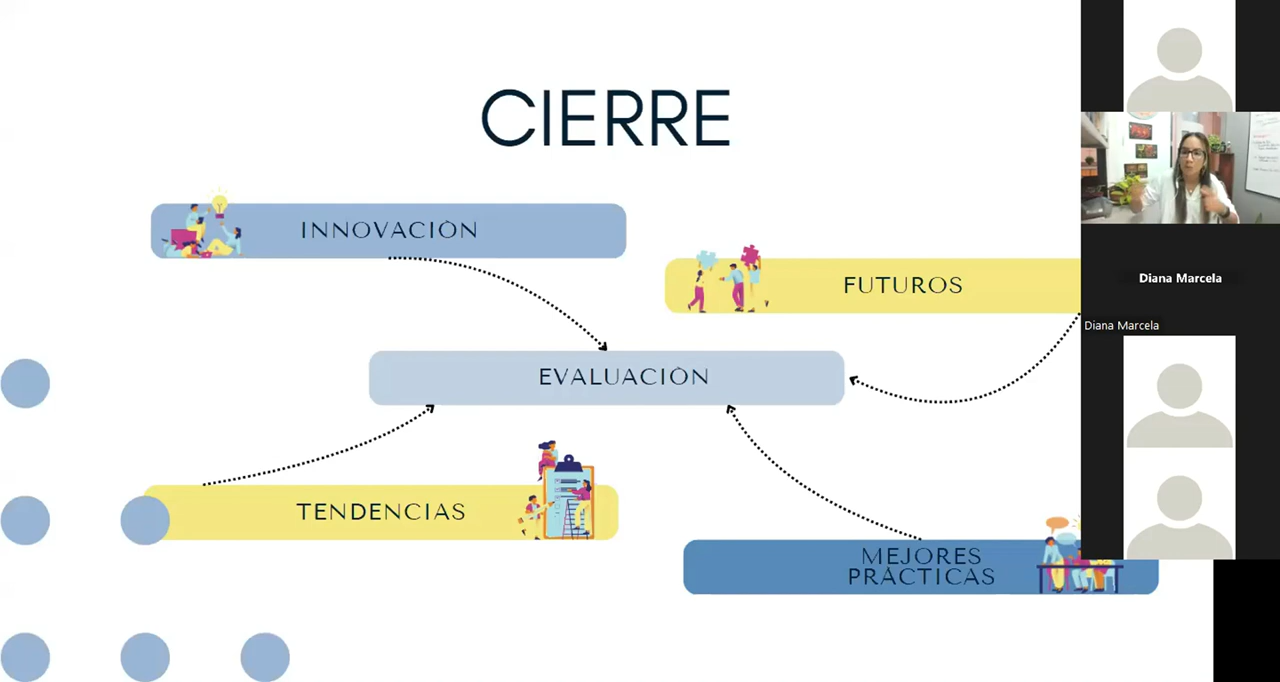 CIERRE
INNOVACIÓN
FUTUROS
EVALUACIÓN
TENDENCIAS
MEJORES
PRÁCTICAS
Diana Marcela
Diana Marcela